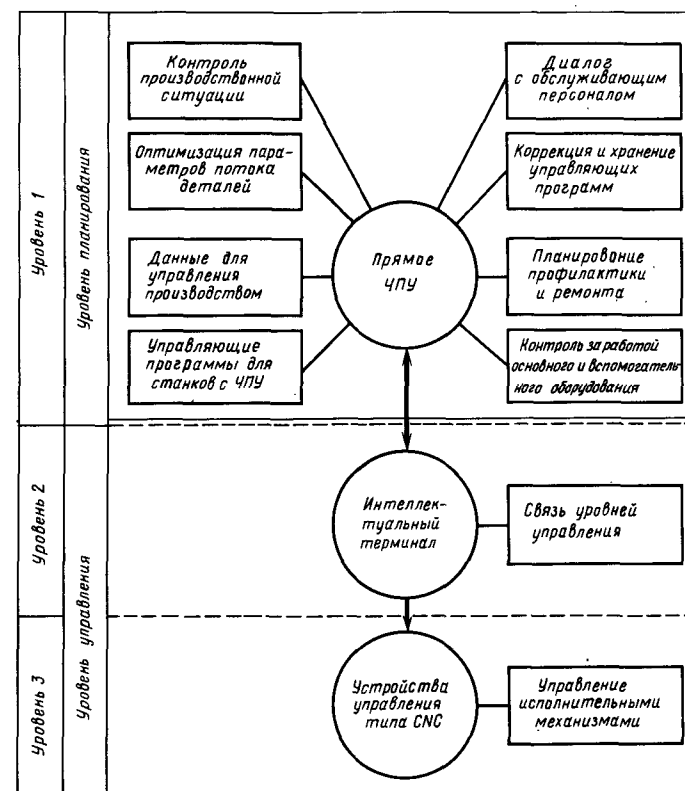 Уровень 1
Уровень планирования
Контроль
производственной
ситуации
Оптимизация пара-
метров потока
деталей
Данные для
управления
производством
Управляющие
программы для
станков с ЧПУ
Прямое
ЧПУ
Диалог
с обслуживающим
персоналом
Коррекция и хранение
управляющих
программ
Планирование
профилактики
и ремонта
Контроль за работой
основного и вспомогатель
ного оборудования
Уровень 2
Уровень управления
Интеллек-
туальный
терминал
Связь уровней
управления
Уровень 3
Устройства
управления
типа CNC
Управление
исполнительными
механизмами